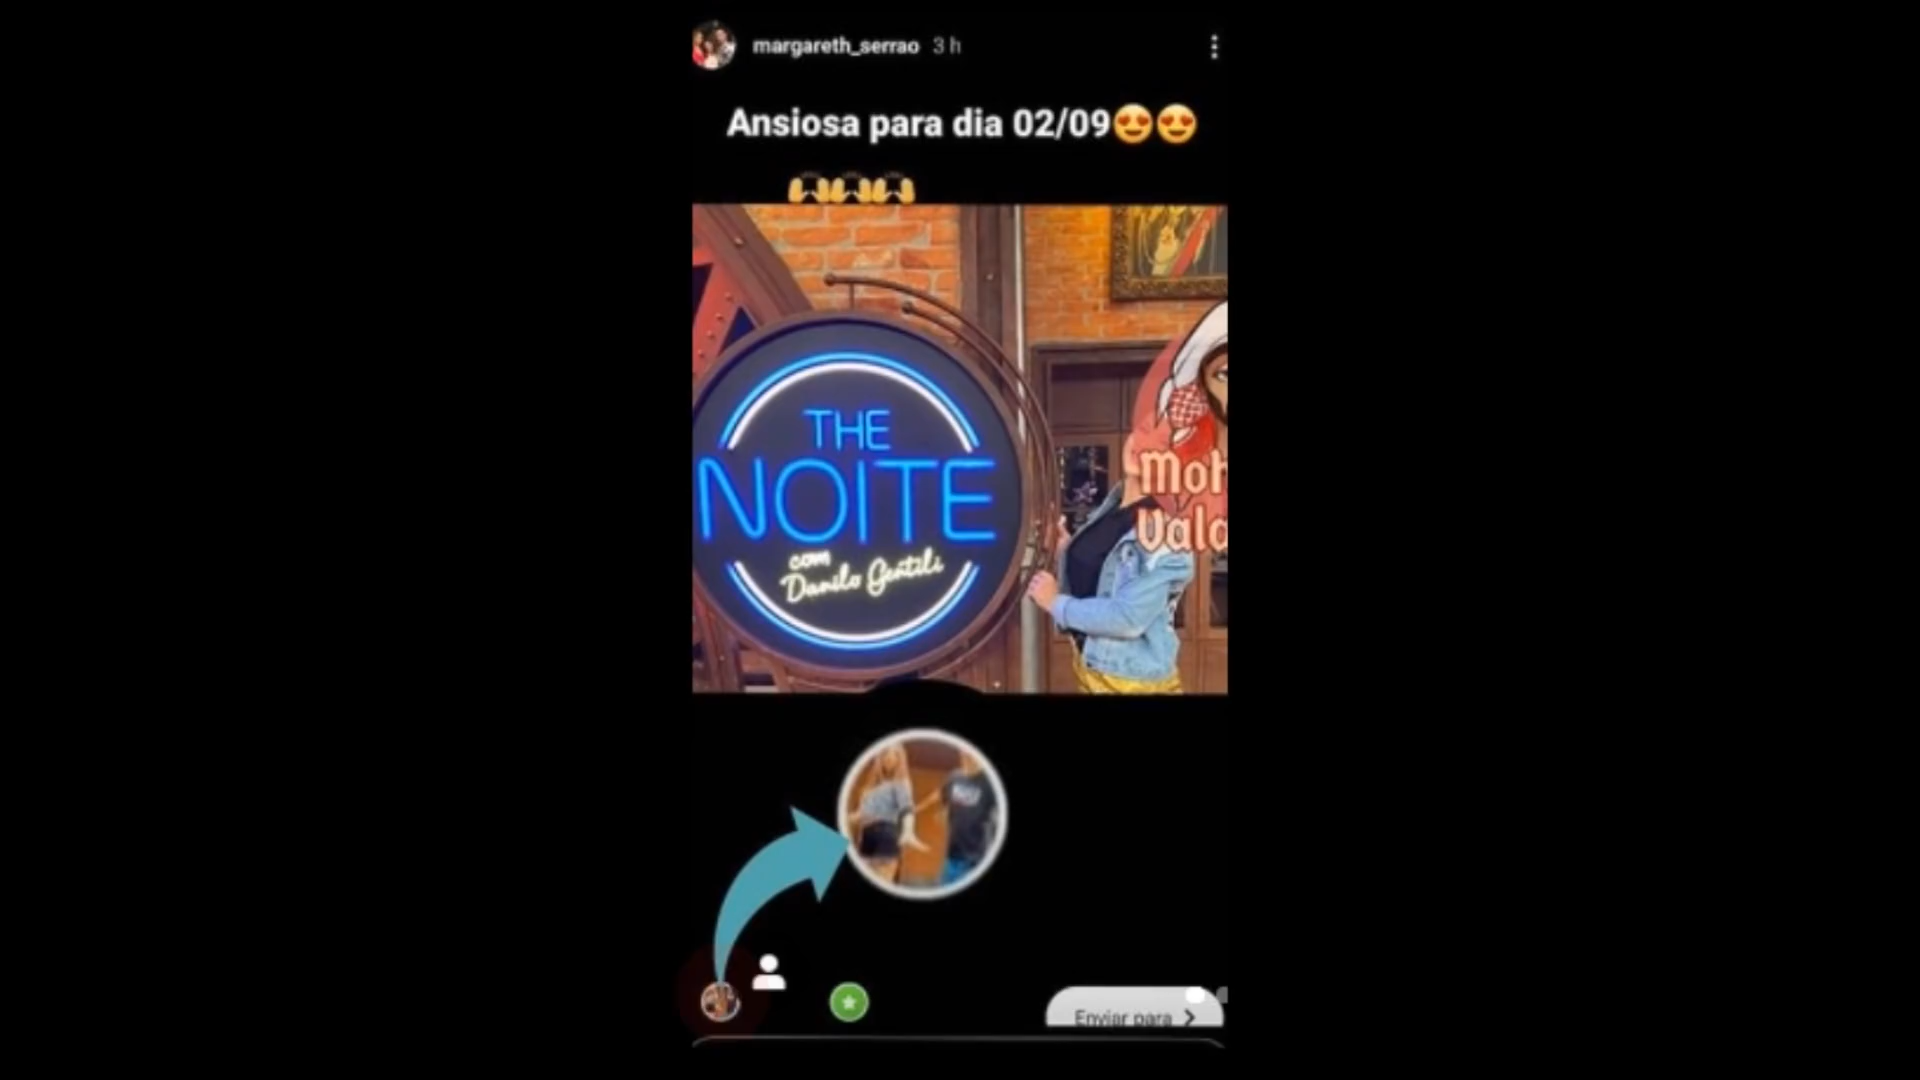 margareth_serrao 3 h
Ansiosa para dia 02/09😍😍
🙌🙌🙌
THE
NOITE
com
Danilo Gentili
Enviar para